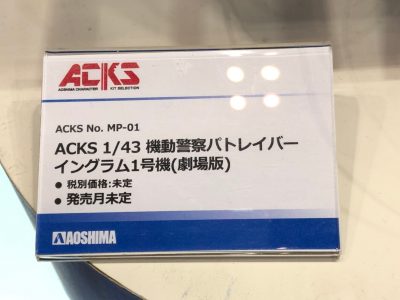 ACKS
AOSHIMA CHARACTER KIT SELECTION
ACKS No. MP-01
ACKS 1/43 機動警察パトレイバー
イングラム1号機(劇場版)
● 税別価格:未定
● 発売月未定
AOSHIMA